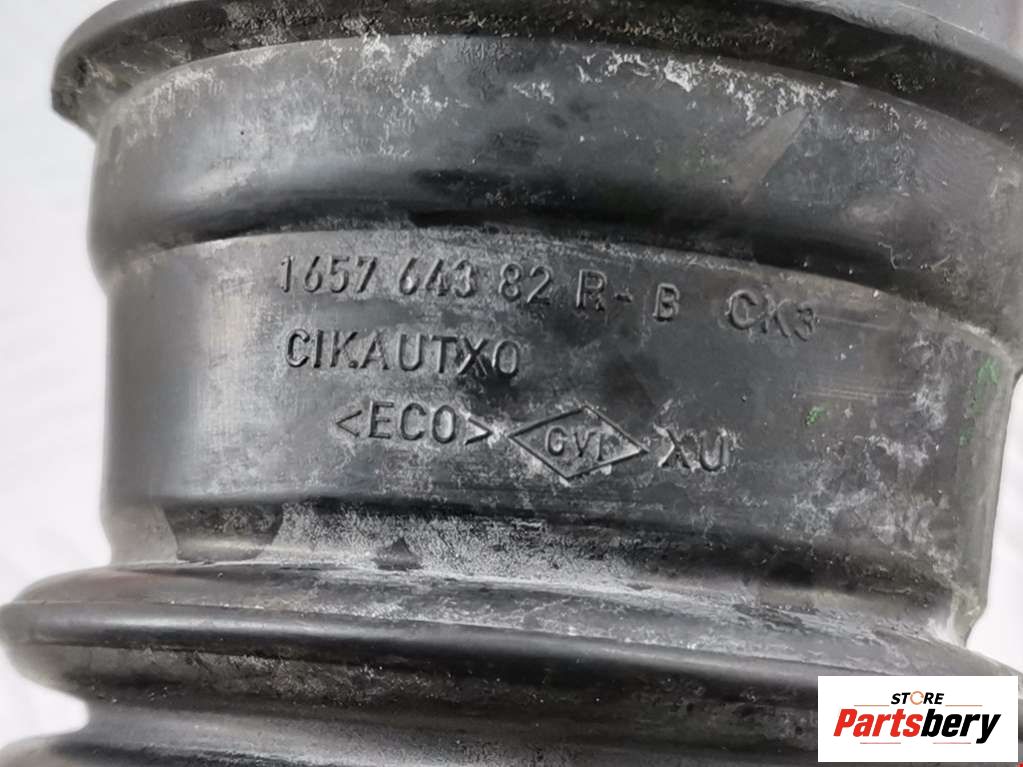 1657 643 82 R-B CK3
CIKAUTXO
<ECO> GVI XU
STORE
Partsbery